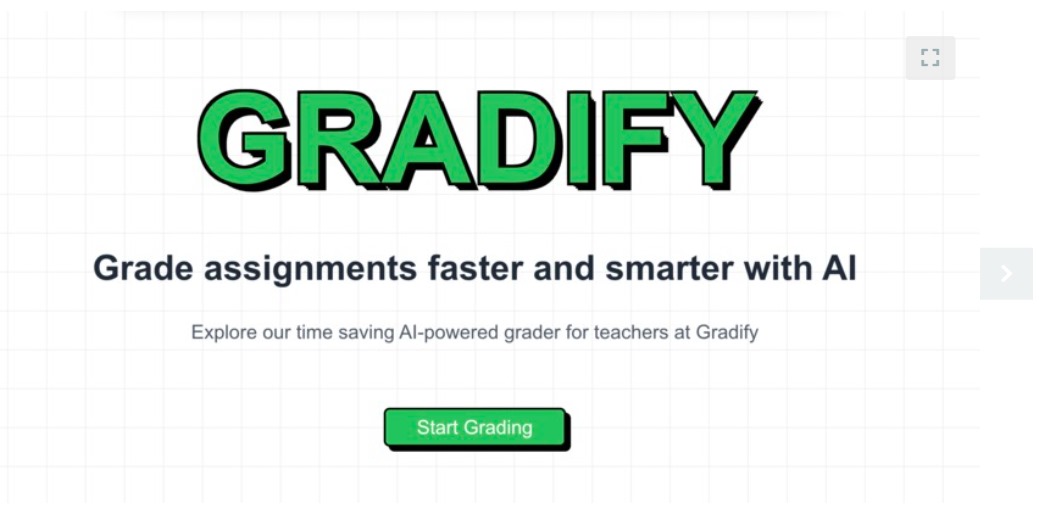 GRADIFY
Grade assignments faster and smarter with AI
Explore our time saving AI-powered grader for teachers at Gradify
Start Grading